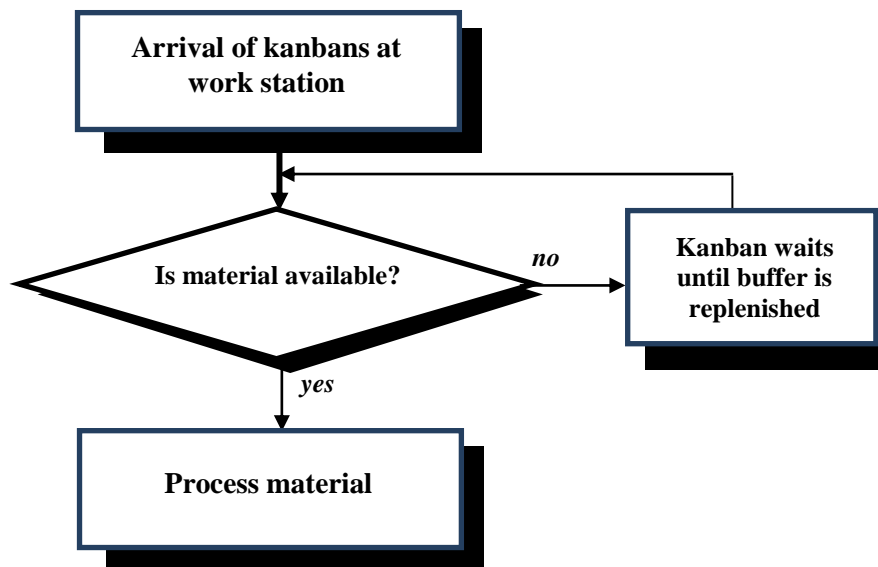 Arrival of kanbans at
work station
Is material available?
no
Kanban waits
until buffer is
replenished
yes
Process material